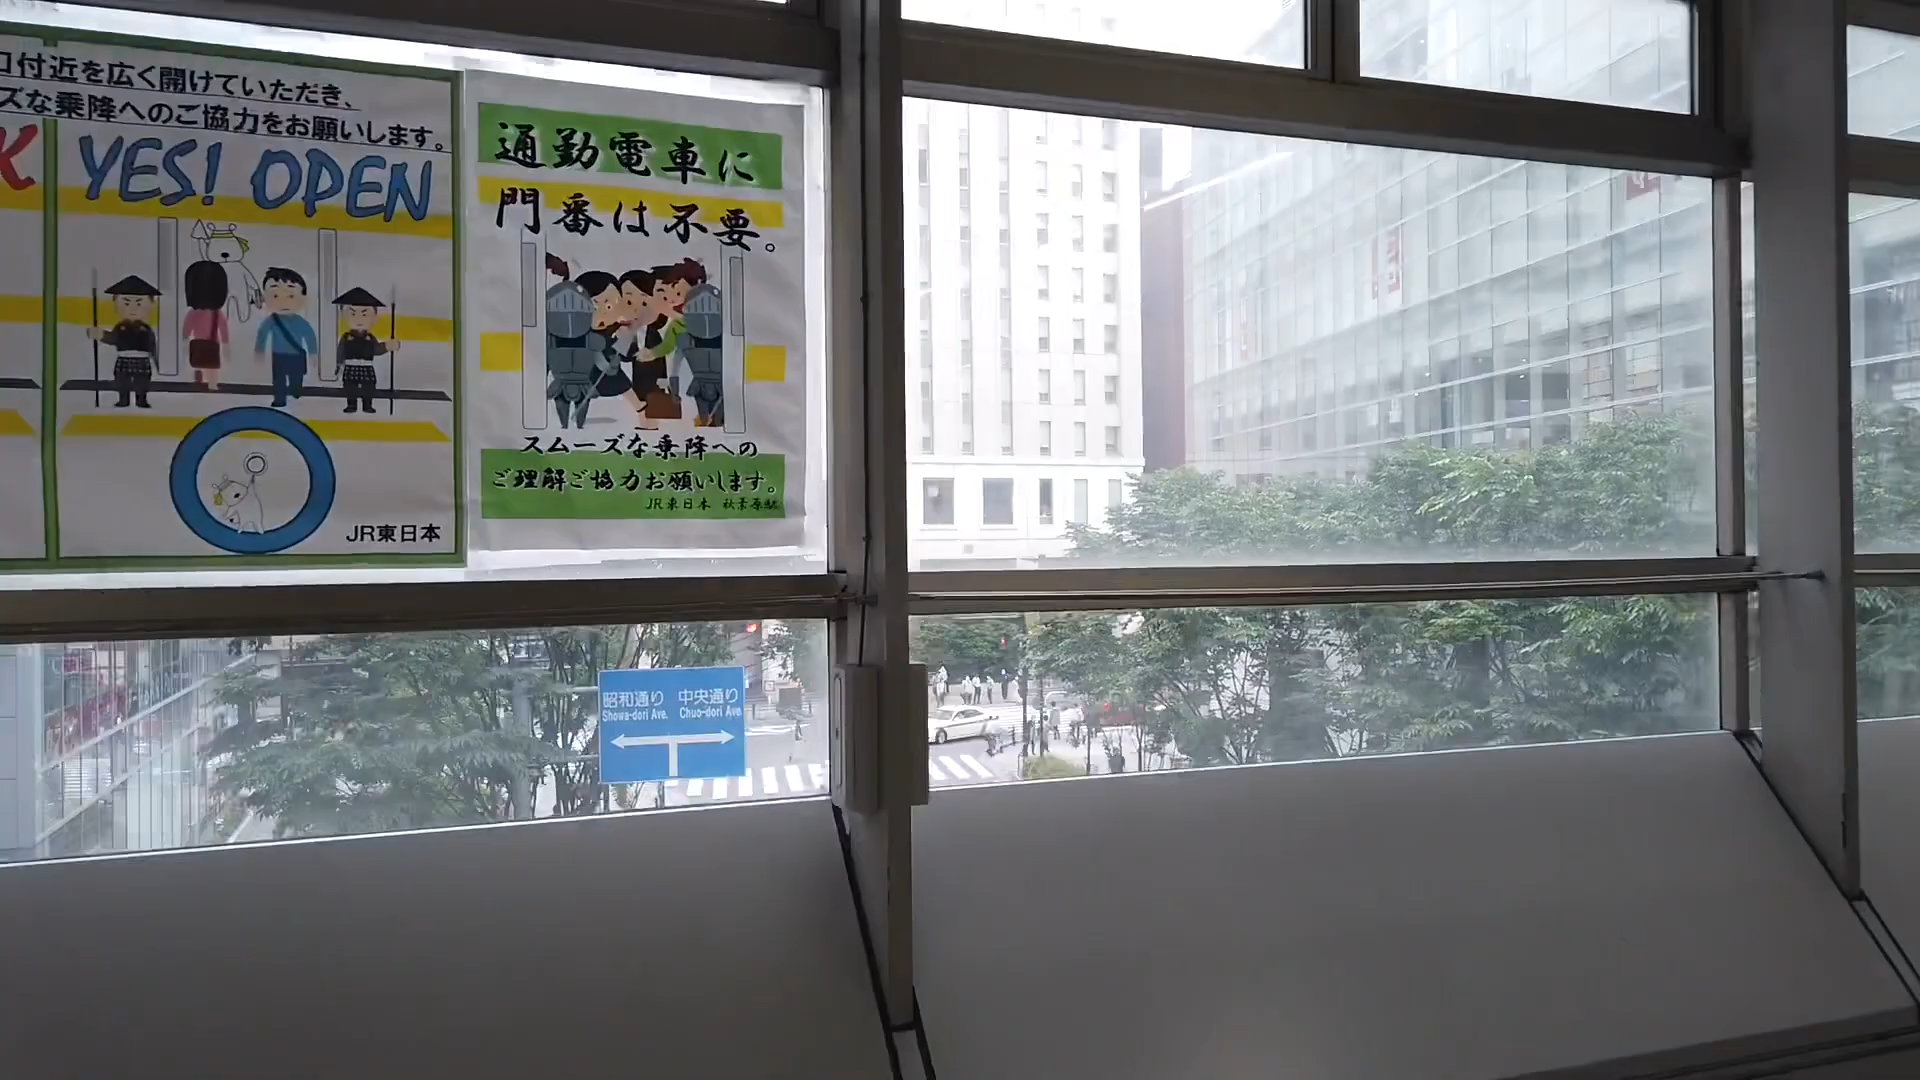 口付近を広く開けていただき、
ズな乗降へのご協力をお願いします。
K
YES! OPEN
JR東日本
通勤電車に
門番は不要。
スムーズな乗降への
ご理解ご協力お願いします。
JR東日本 秋葉原駅
昭和通り 中央通り
Showa-dori Ave. Chuo-dori Ave.